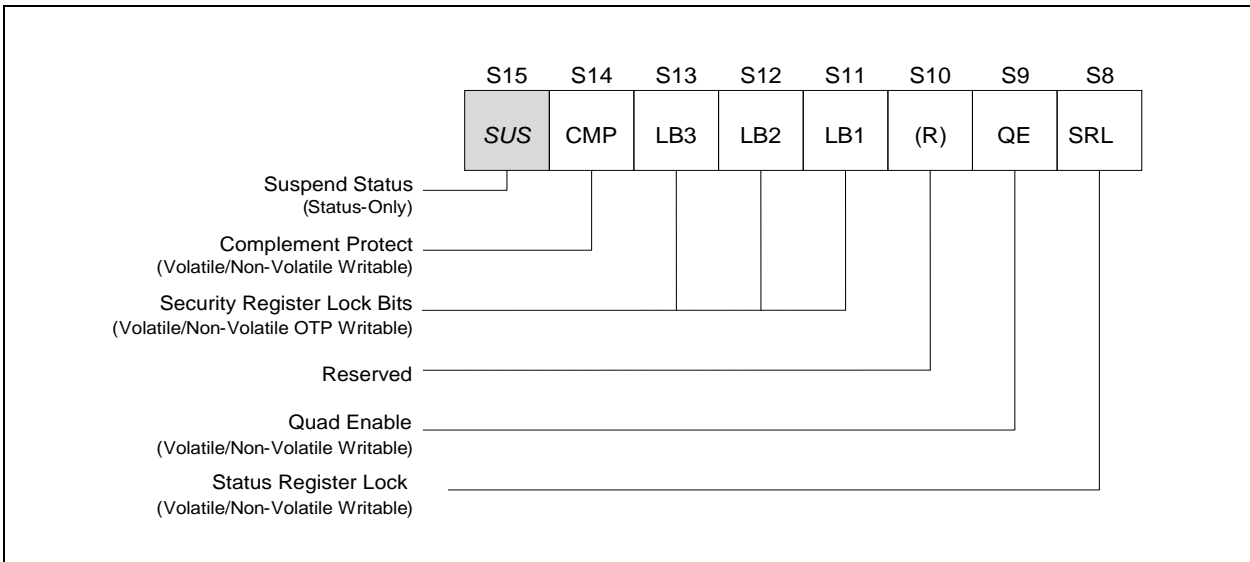 S15 S14 S13 S12 S11 S10 S9 S8
SUS CMP LB3 LB2 LB1 (R) QE SRL
Suspend Status
(Status-Only)
Complement Protect
(Volatile/Non-Volatile Writable)
Security Register Lock Bits
(Volatile/Non-Volatile OTP Writable)
Reserved
Quad Enable
(Volatile/Non-Volatile Writable)
Status Register Lock
(Volatile/Non-Volatile Writable)